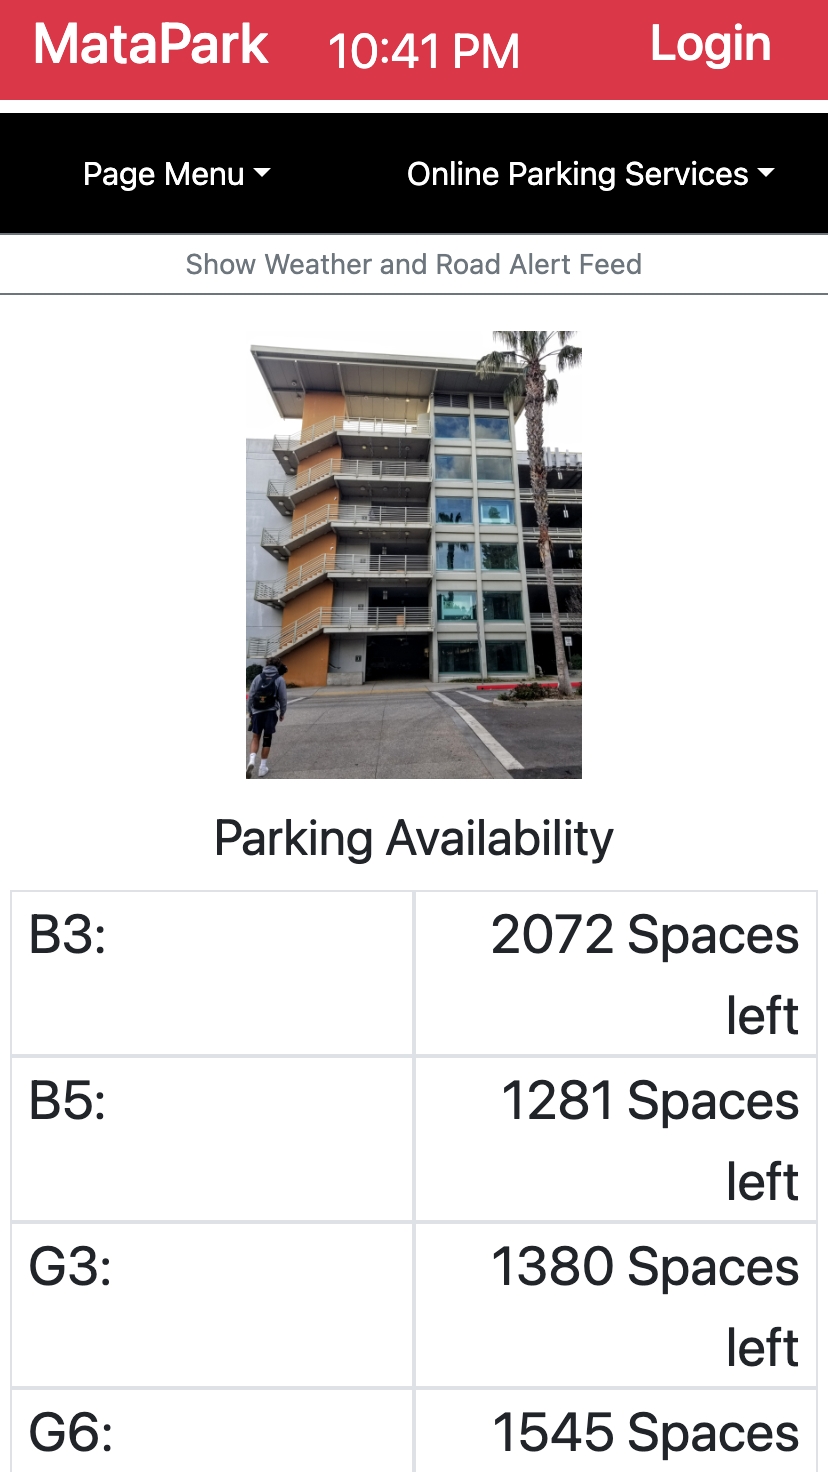 MataPark 10:41 PM Login
Page Menu Online Parking Services
Show Weather and Road Alert Feed
Parking Availability
B3: 2072 Spaces
left
B5: 1281 Spaces
left
G3: 1380 Spaces
left
G6: 1545 Spaces